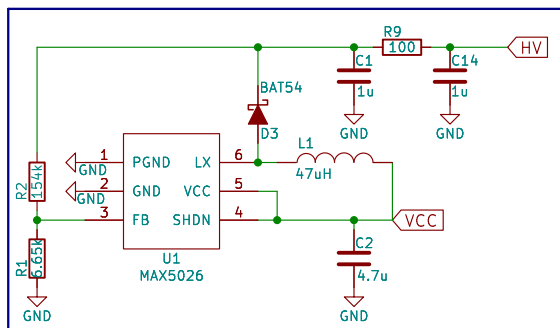 R9
100
HV
C1
1u
GND
C14
1u
GND
BAT54
D3
L1
47uH
R2
154k
R1
6.65k
GND
GND
GND
1 PGND LX 6
2 GND VCC 5
3 FB SHDN 4
U1
MAX5026
VCC
C2
4.7u
GND